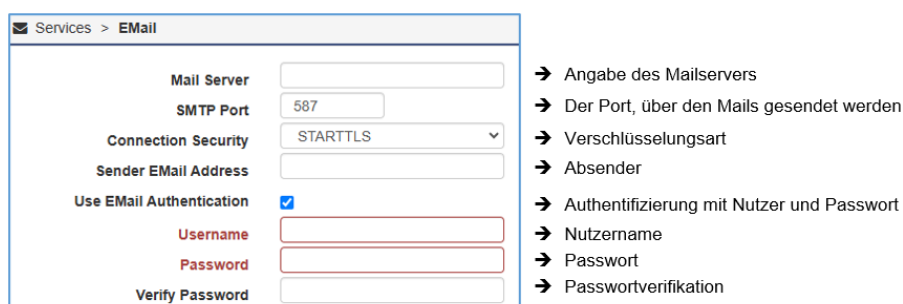 Services > EMail
Mail Server ➔ Angabe des Mailservers
SMTP Port 587 ➔ Der Port, über den Mails gesendet werden
Connection Security STARTTLS ➔ Verschlüsselungsart
Sender EMail Address ➔ Absender
Use EMail Authentication ➔ Authentifizierung mit Nutzer und Passwort
Username ➔ Nutzername
Password ➔ Passwort
Verify Password ➔ Passwortverifikation